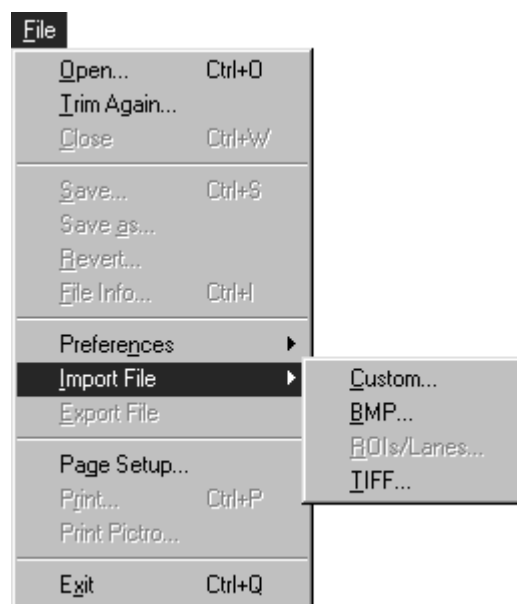 File
Open... Ctrl+O
Trim Again...
Close Ctrl+W
Save... Ctrl+S
Save as...
Revert...
File Info... Ctrl+I
Preferences
Import File
Export File
Page Setup...
Print... Ctrl+P
Print Pictro...
Exit Ctrl+Q
Custom...
BMP...
ROIs/Lanes...
TIFF...